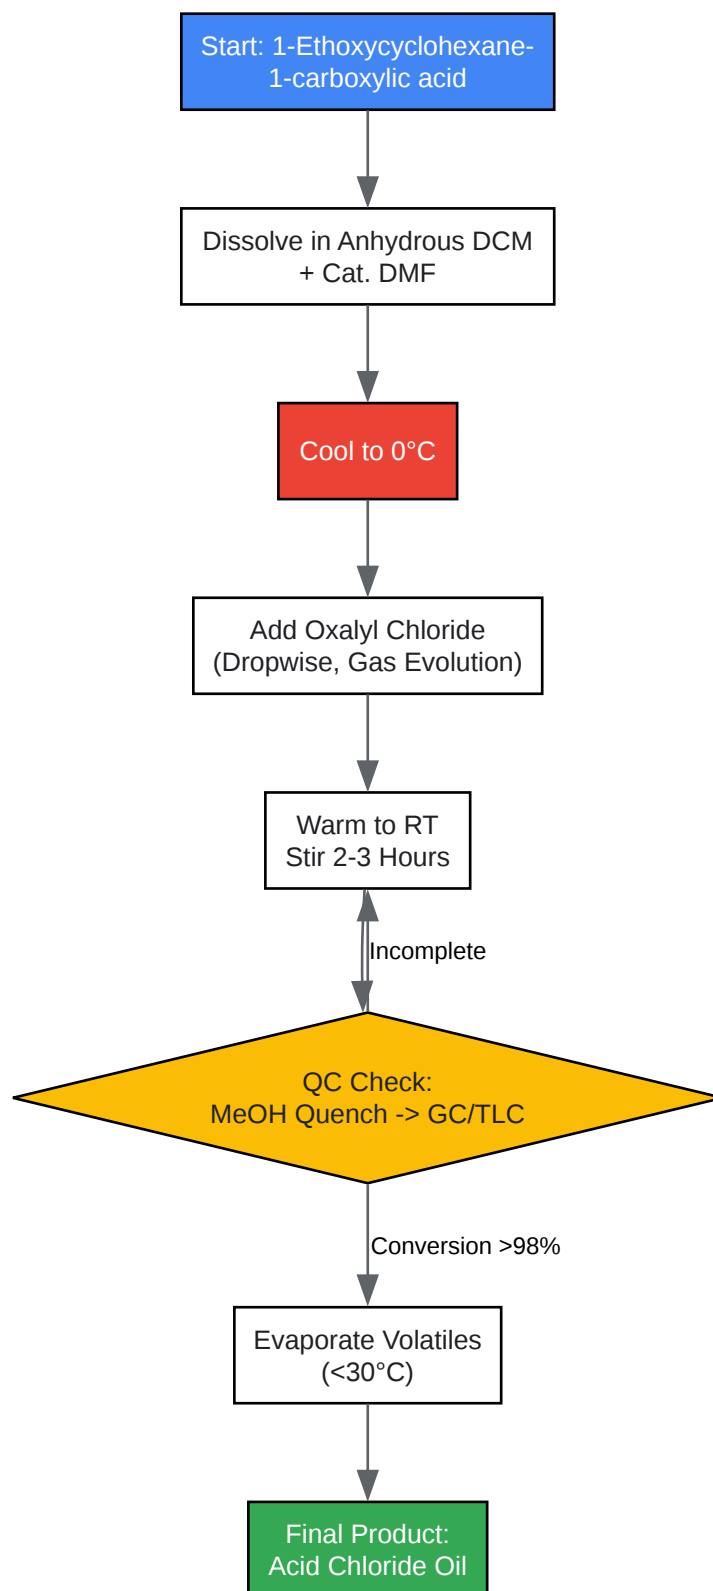 Start: 1-Ethoxycyclohexane-
1-carboxylic acid
Dissolve in Anhydrous DCM
+ Cat. DMF
Cool to 0°C
Add Oxalyl Chloride
(Dropwise, Gas Evolution)
Warm to RT
Stir 2-3 Hours
Incomplete
QC Check:
MeOH Quench -> GC/TLC
Conversion >98%
Evaporate Volatiles
(<30°C)
Final Product:
Acid Chloride Oil